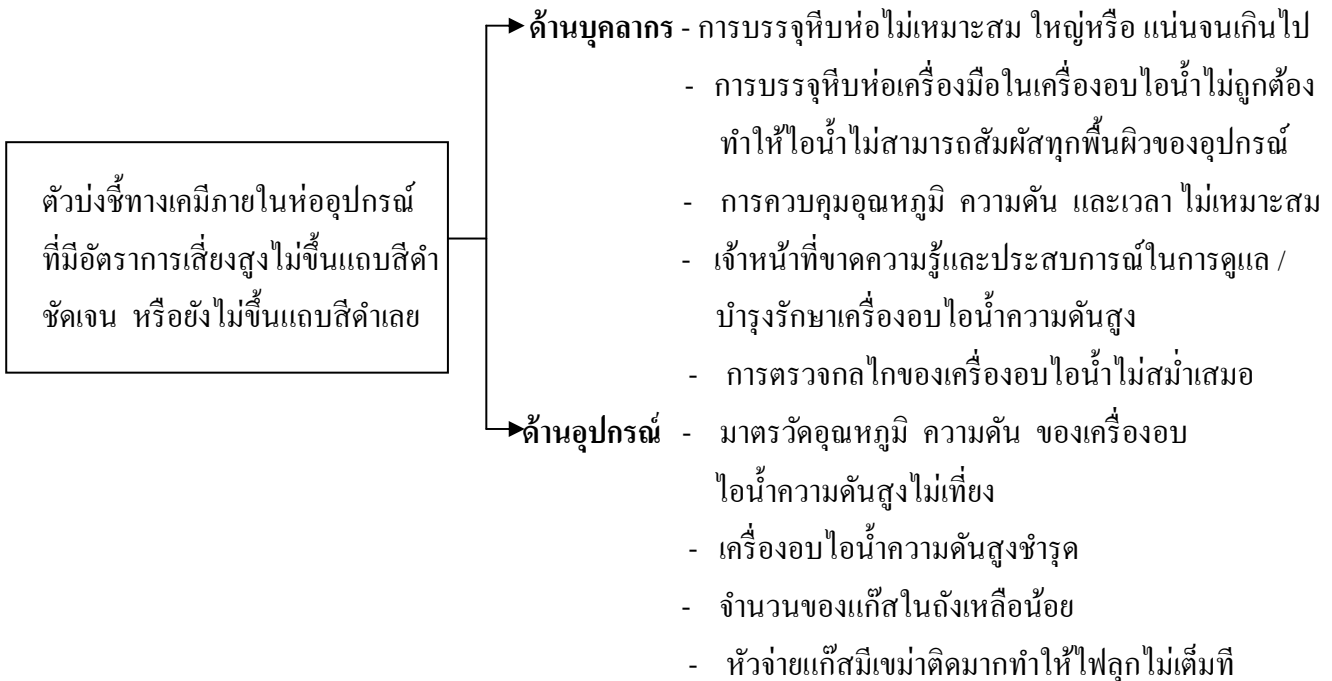 ตัวบ่งชี้ทางเคมีภายในห่ออุปกรณ์
ที่มีอัตราการเสี่ยงสูงไม่ขึ้นแถบสีดำ
ชัดเจน หรือยังไม่ขึ้นแถบสีดำเลย
ด้านบุคลากร - การบรรจุหีบห่อไม่เหมาะสม ใหญ่หรือ แน่นจนเกินไป
- การบรรจุหีบห่อเครื่องมือในเครื่องอบไอน้ำไม่ถูกต้อง
ทำให้ไอน้ำไม่สามารถสัมผัสทุกพื้นผิวของอุปกรณ์
- การควบคุมอุณหภูมิ ความดัน และเวลา ไม่เหมาะสม
- เจ้าหน้าที่ขาดความรู้และประสบการณ์ในการดูแล /
บำรุงรักษาเครื่องอบไอน้ำความดันสูง
- การตรวจกลไกของเครื่องอบไอน้ำไม่สม่ำเสมอ
ด้านอุปกรณ์ - มาตรวัดอุณหภูมิ ความดัน ของเครื่องอบ
ไอน้ำความดันสูงไม่เที่ยง
- เครื่องอบไอน้ำความดันสูงชำรุด
- จำนวนของแก๊สในถังเหลือน้อย
- หัวจ่ายแก๊สมีเขม่าติดมากทำให้ไฟลุกไม่เต็มที